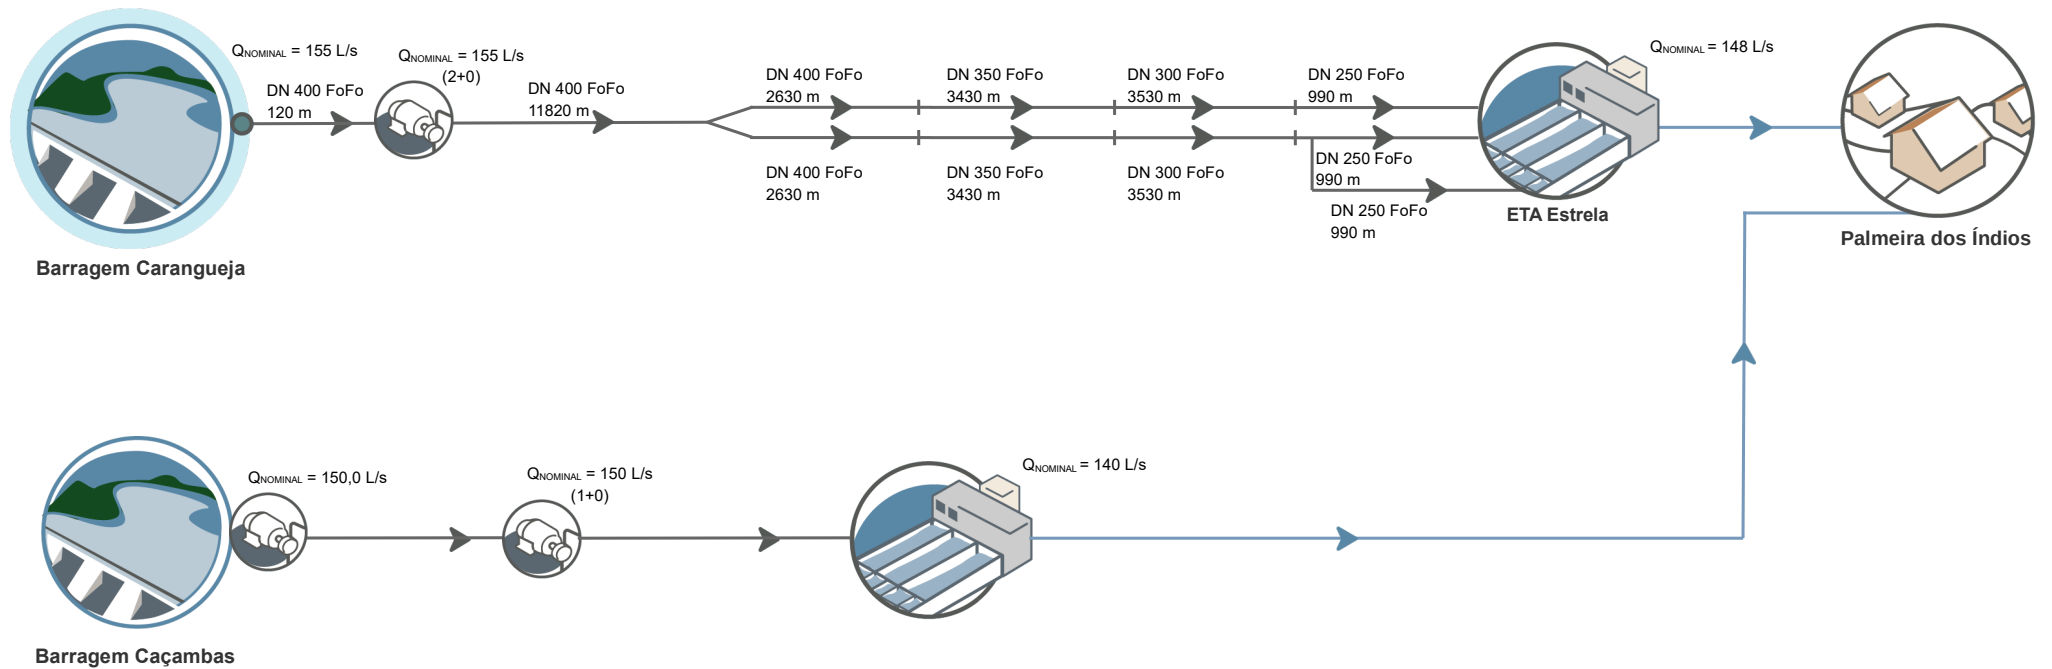 QNOMINAL = 155 L/s
DN 400 FoFo
120 m
QNOMINAL = 155 L/s
(2+0)
DN 400 FoFo
11820 m
DN 400 FoFo
2630 m
DN 350 FoFo
3430 m
DN 300 FoFo
3530 m
DN 250 FoFo
990 m
DN 400 FoFo
2630 m
DN 350 FoFo
3430 m
DN 300 FoFo
3530 m
DN 250 FoFo
990 m
DN 250 FoFo
990 m
QNOMINAL = 148 L/s
ETA Estrela
Palmeira dos Índios
Barragem Carangueja
QNOMINAL = 150,0 L/s
QNOMINAL = 150 L/s
(1+0)
QNOMINAL = 140 L/s
Barragem Caçambas